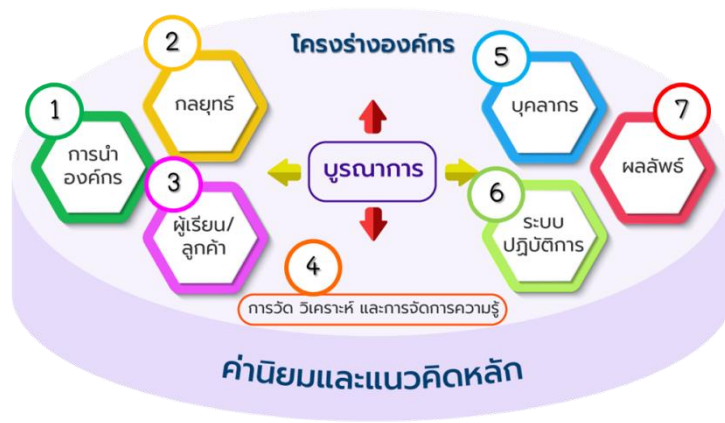 โครงร่างองค์กร
1
การนำ
องค์กร
2
กลยุทธ์
3
ผู้เรียน/
ลูกค้า
บูรณาการ
4
การวัด วิเคราะห์ และการจัดการความรู้
5
บุคลากร
6
ระบบ
ปฏิบัติการ
7
ผลลัพธ์
ค่านิยมและแนวคิดหลัก